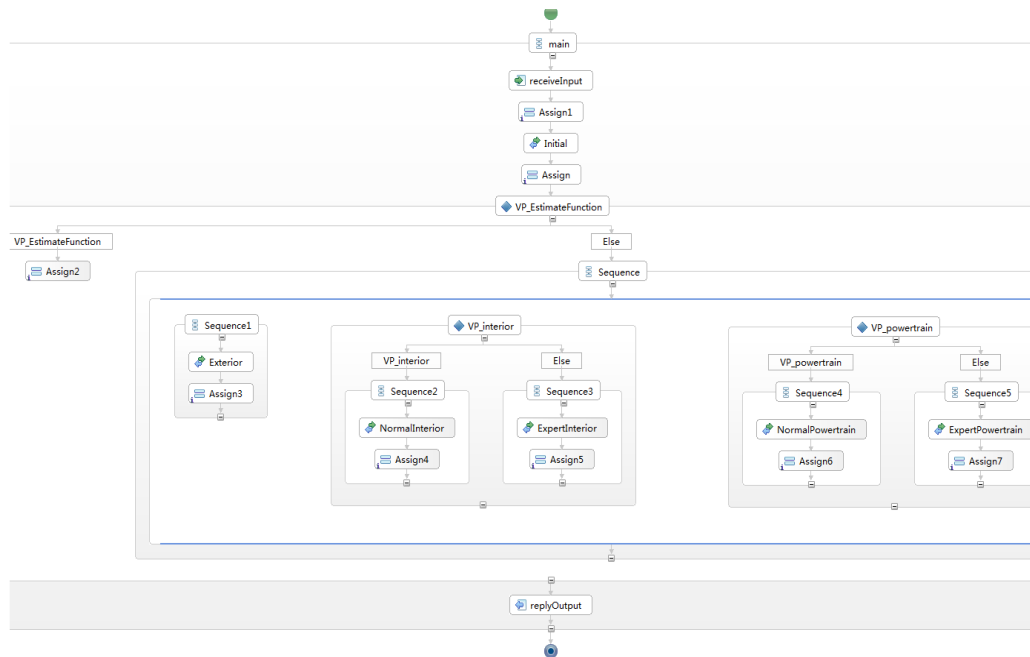 main
receiveInput
Assign1
Initial
Assign
VP_EstimateFunction
VP_EstimateFunction
Else
Assign2
Sequence
Sequence1
Exterior
Assign3
VP_interior
VP_interior
Else
Sequence2
Sequence3
NormalInterior
ExpertInterior
Assign4
Assign5
VP_powertrain
VP_powertrain
Else
Sequence4
Sequence5
NormalPowertrain
ExpertPowertrain
Assign6
Assign7
replyOutput